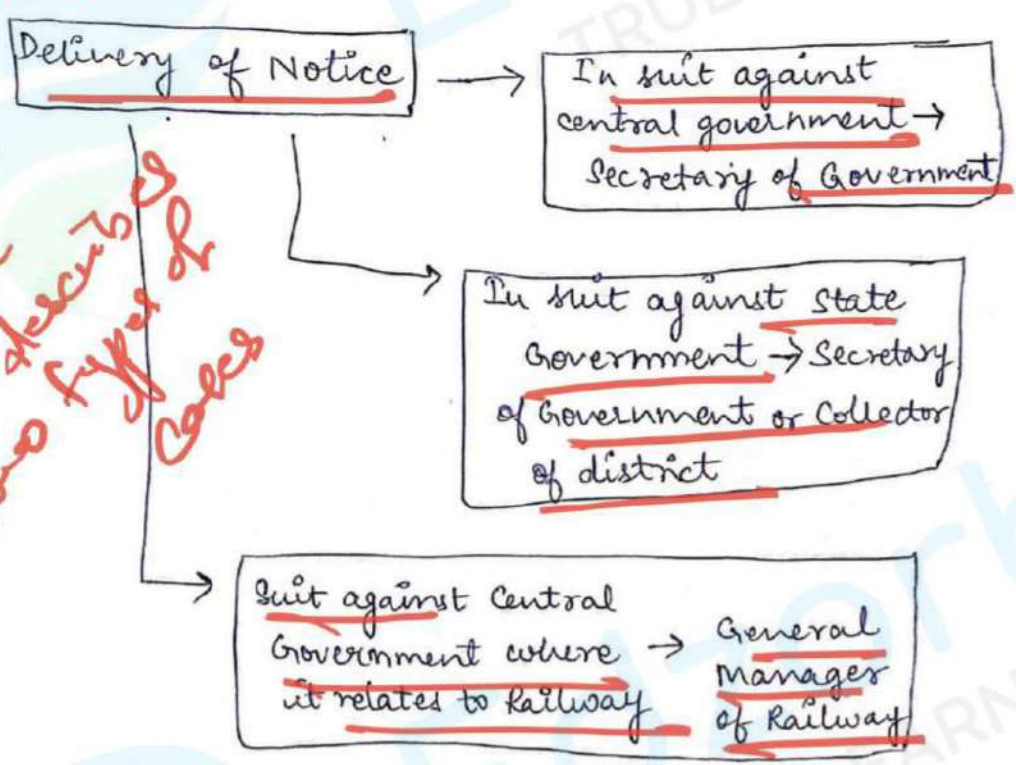 Delivery of Notice
In suit against
central government →
Secretary of Government
In suit against state
Government → Secretary
of Government or Collector
of district
describes
types of
Cases
Suit against Central
Government where →
it relates to Railway
General
Manager
of Railway